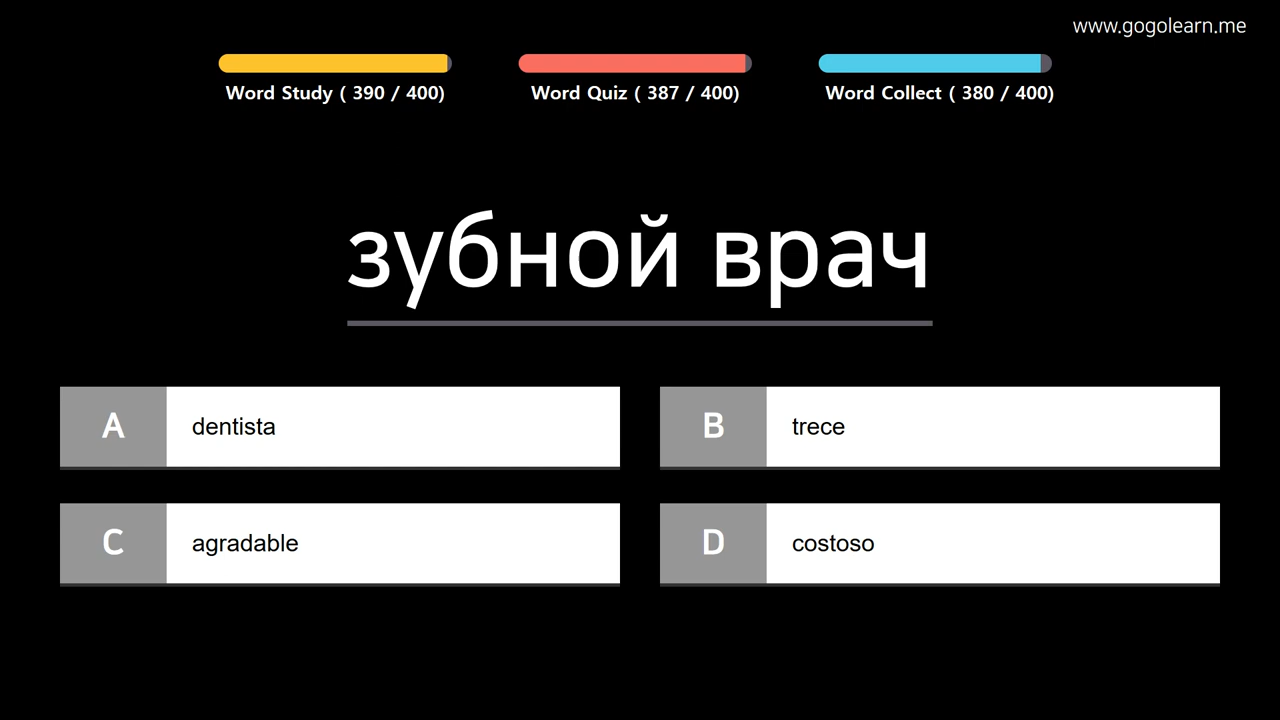 www.gogolearn.me
Word Study ( 390 / 400)
Word Quiz ( 387 / 400)
Word Collect ( 380 / 400)
зубной врач
A dentista
B trece
C agradable
D costoso